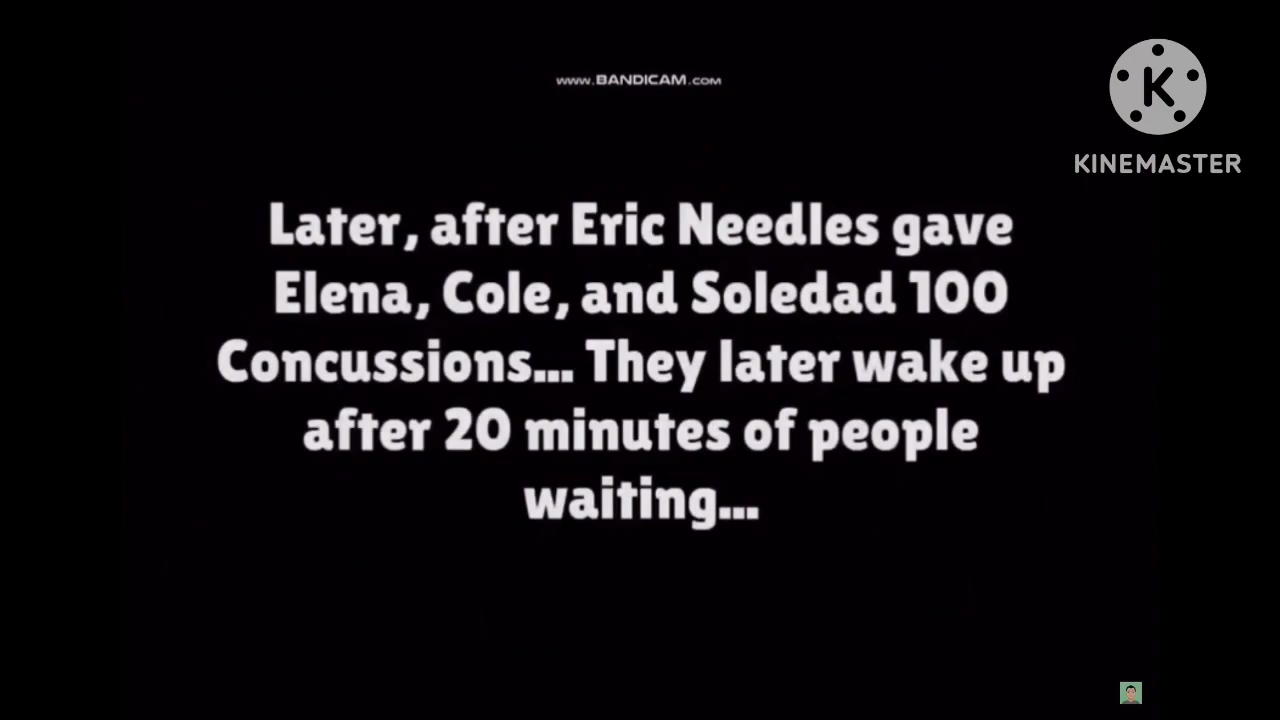 www.BANDICAM.com
K
KINEMASTER
Later, after Eric Needles gave
Elena, Cole, and Soledad 100
Concussions... They later wake up
after 20 minutes of people
waiting...